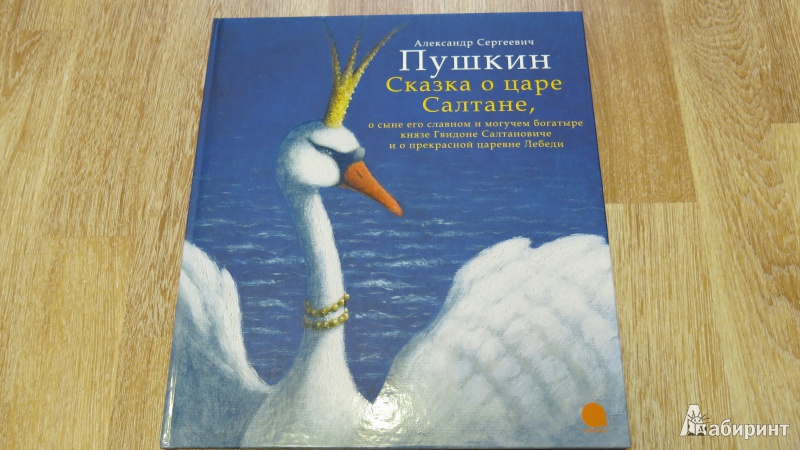 Александр Сергеевич
Пушкин
Сказка о царе
Салтане,
о сыне его славном и могучем богатыре
князе Гвидоне Салтановиче
и о прекрасной царевне Лебеди
Лабиринт